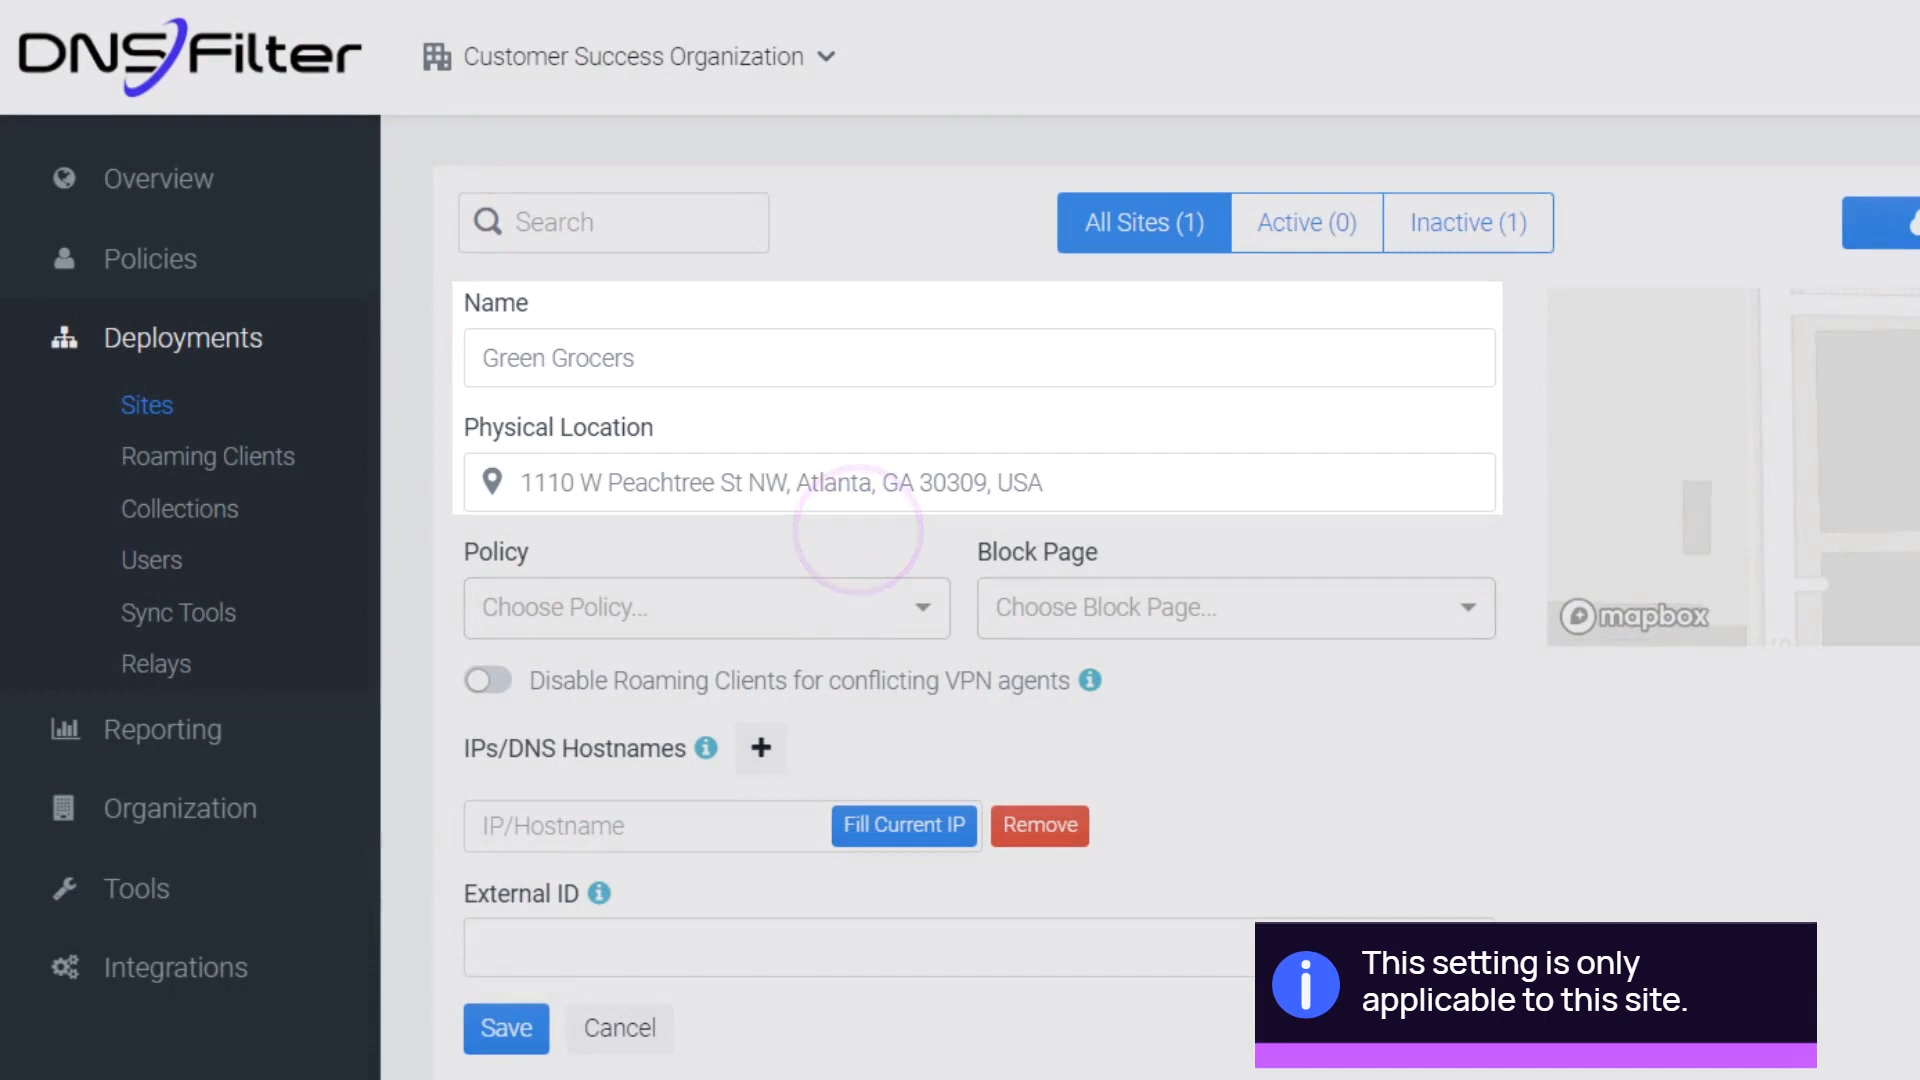 DNSFilter
Customer Success Organization
Overview
Policies
Deployments
Sites
Roaming Clients
Collections
Users
Sync Tools
Relays
Reporting
Organization
Tools
Integrations
Search
All Sites (1)
Active (0)
Inactive (1)
Name
Green Grocers
Physical Location
1110 W Peachtree St NW, Atlanta, GA 30309, USA
Policy
Block Page
Choose Policy...
Choose Block Page...
mapbox
Disable Roaming Clients for conflicting VPN agents
IPs/DNS Hostnames
IP/Hostname
Fill Current IP
Remove
External ID
Save
Cancel
This setting is only
applicable to this site.